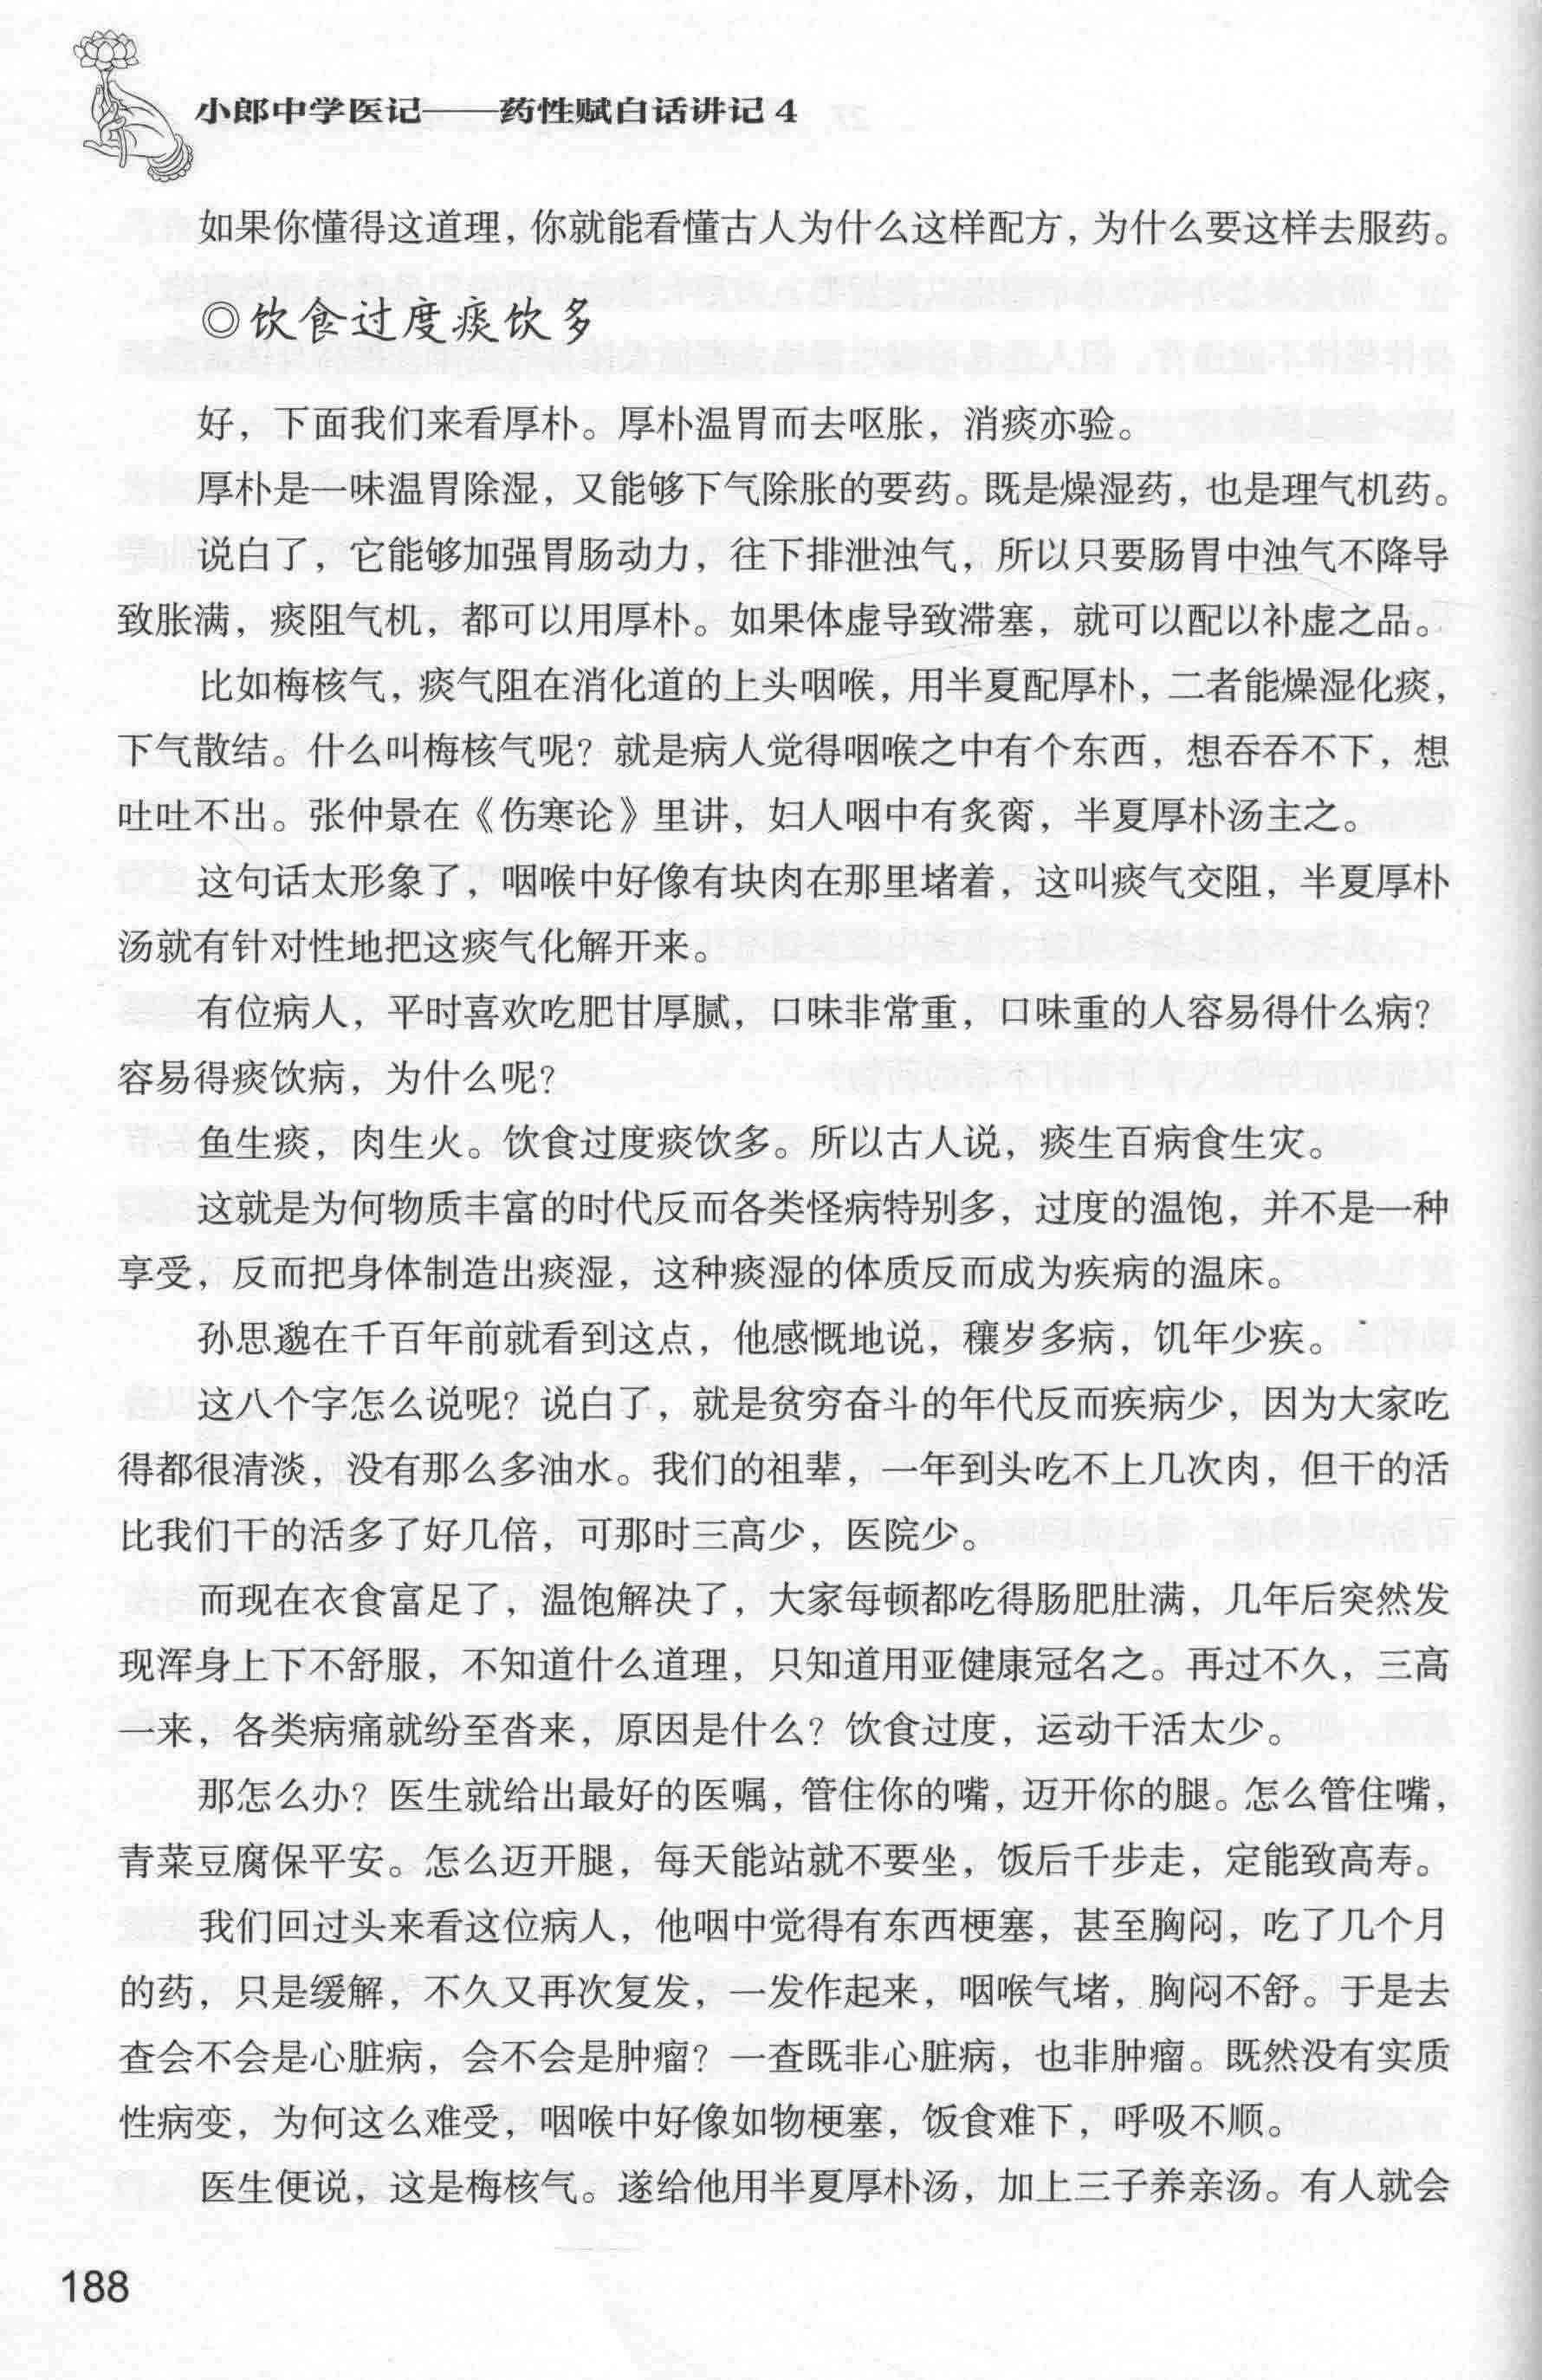 小郎中学医记——药性赋白话讲记 4
如果你懂得这道理，你就能看懂古人为什么这样配方，为什么要这样去服药。
◎饮食过度痰饮多
好，下面我们来看厚朴。厚朴温胃而去呕胀，消痰亦验。
厚朴是一味温胃除湿，又能够下气除胀的要药。既是燥湿药，也是理气机药。
说白了，它能够加强胃肠动力，往下排泄浊气，所以只要肠胃中浊气不降导
致胀满，痰阻气机，都可以用厚朴。如果体虚导致滞塞，就可以配以补虚之品。
比如梅核气，痰气阻在消化道的上头咽喉，用半夏配厚朴，二者能燥湿化痰，
下气散结。什么叫梅核气呢？就是病人觉得咽喉之中有个东西，想吞吞不下，想
吐吐不出。张仲景在《伤寒论》里讲，妇人咽中有炙脔，半夏厚朴汤主之。
这句话太形象了，咽喉中好像有块肉在那里堵着，这叫痰气交阻，半夏厚朴
汤就有针对性地把这痰气化解开来。
有位病人，平时喜欢吃肥甘厚腻，口味非常重，口味重的人容易得什么病？
容易得痰饮病，为什么呢？
鱼生痰，肉生火。饮食过度痰饮多。所以古人说，痰生百病食生灾。
这就是为何物质丰富的时代反而各类怪病特别多，过度的温饱，并不是一种
享受，反而把身体制造出痰湿，这种痰湿的体质反而成为疾病的温床。
孙思邈在千百年前就看到这点，他感慨地说，穰岁多病，饥年少疾。
这八个字怎么说呢？说白了，就是贫穷奋斗的年代反而疾病少，因为大家吃
得都很清淡，没有那么多油水。我们的祖辈，一年到头吃不上几次肉，但干的活
比我们干的活多了好几倍，可那时三高少，医院少。
而现在衣食富足了，温饱解决了，大家每顿都吃得肠肥肚满，几年后突然发
现浑身上下不舒服，不知道什么道理，只知道用亚健康冠名之。再过不久，三高
一来，各类病痛就纷至沓来，原因是什么？饮食过度，运动干活太少。
那怎么办？医生就给出最好的医嘱，管住你的嘴，迈开你的腿。怎么管住嘴，
青菜豆腐保平安。怎么迈开腿，每天能站就不要坐，饭后千步走，定能致高寿。
我们回过头来看这位病人，他咽中觉得有东西梗塞，甚至胸闷，吃了几个月
的药，只是缓解，不久又再次复发，一发作起来，咽喉气堵，胸闷不舒。于是去
查会不会是心脏病，会不会是肿瘤？一查既非心脏病，也非肿瘤。既然没有实质
性病变，为何这么难受，咽喉中好像如物梗塞，饭食难下，呼吸不顺。
医生便说，这是梅核气。遂给他用半夏厚朴汤，加上三子养亲汤。有人就会
188